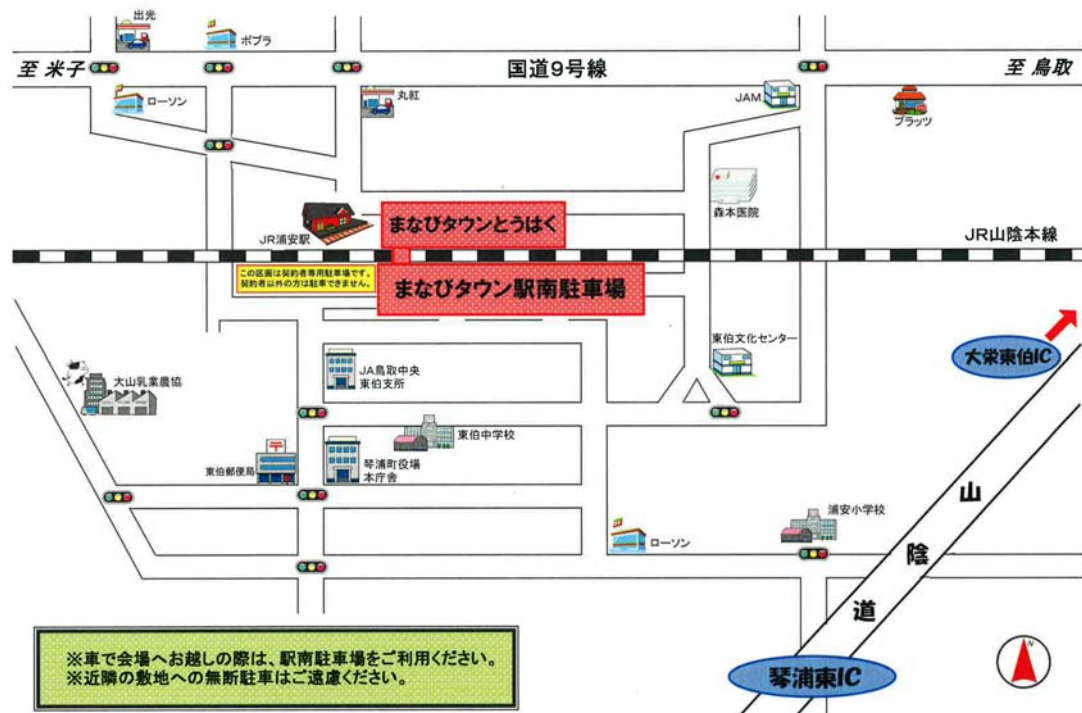 出光
ポプラ
至 米子
国道9号線
至 鳥取
ローソン
丸紅
JAM
プラッツ
森本医院
まなびタウンとうはく
JR浦安駅
JR山陰本線
この区画は契約者専用駐車場です。
契約者以外の方は駐車できません。
まなびタウン駅南駐車場
東伯文化センター
大栄東伯IC
JA鳥取中央
東伯支所
大山乳業農協
東伯中学校
東伯郵便局
琴浦町役場
本庁舎
山
陰
道
浦安小学校
ローソン
※車で会場へお越しの際は、駅南駐車場をご利用ください。
※近隣の敷地への無断駐車はご遠慮ください。
琴浦東IC
N